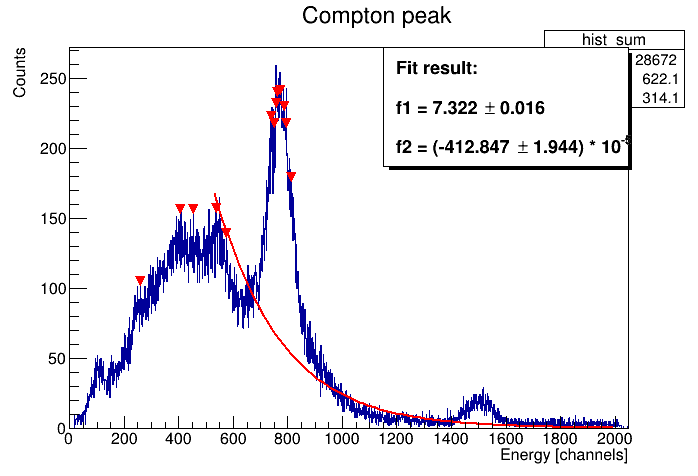 Compton peak
hist_sum
28672
622.1
314.1
Fit result:
f1 = 7.322 ± 0.016
f2 = (-412.847 ± 1.944) * 10
Counts
250
200
150
100
50
0
0 200 400 600 800 1000 1200 1400 1600 1800 2000
Energy [channels]